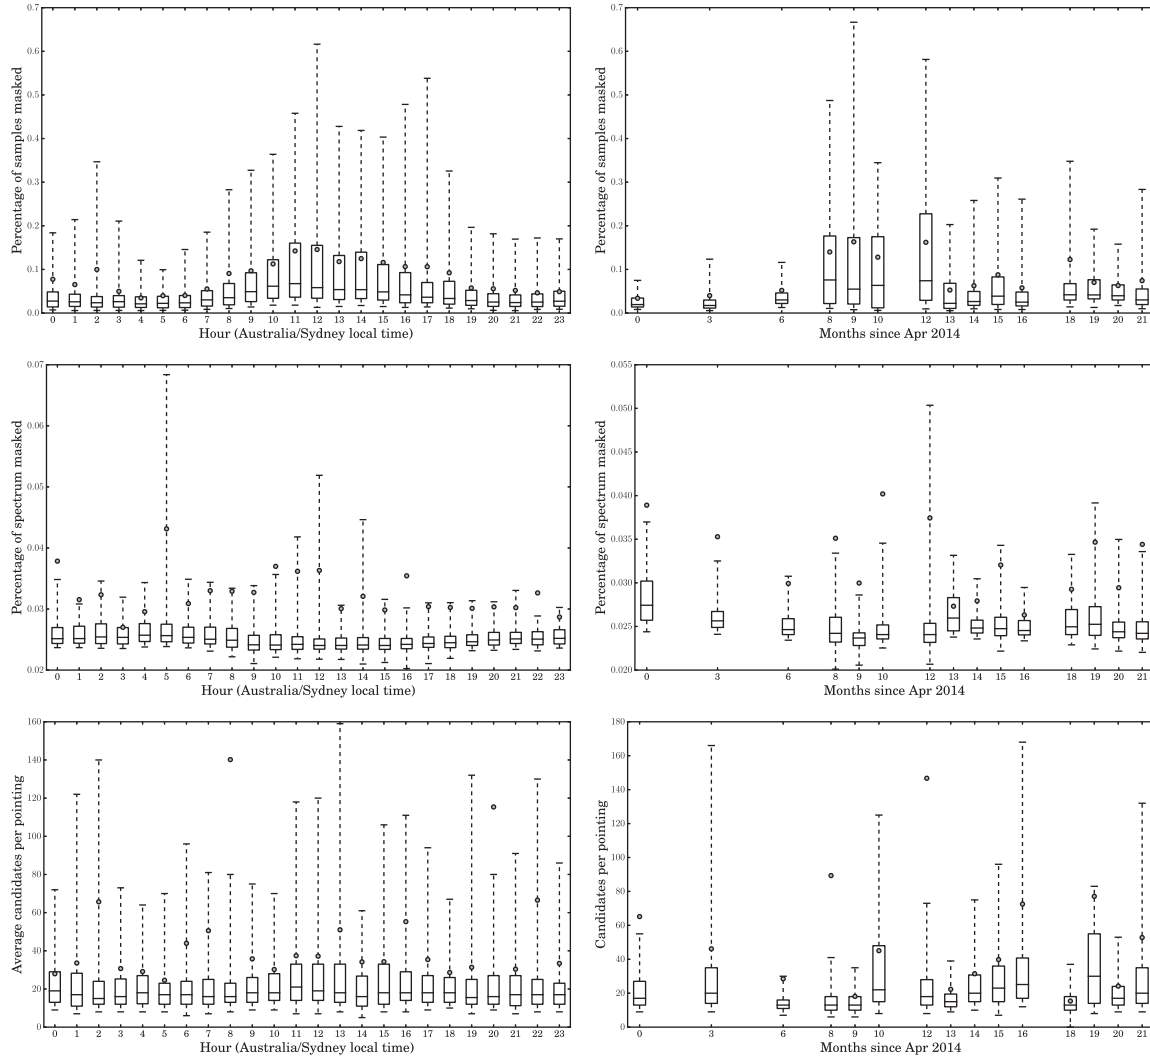 0.7
0.6
0.5
0.4
0.3
0.2
0.1
0.0
Percentage of samples masked
0 1 2 3 4 5 6 7 8 9 10 11 12 13 14 15 16 17 18 19 20 21 22 23
Hour (Australia/Sydney local time)
0.7
0.6
0.5
0.4
0.3
0.2
0.1
0.0
Percentage of samples masked
0 3 6 8 9 10 12 13 14 15 16 18 19 20 21
Months since Apr 2014
0.07
0.06
0.05
0.04
0.03
0.02
Percentage of spectrum masked
0 1 2 3 4 5 6 7 8 9 10 11 12 13 14 15 16 17 18 19 20 21 22 23
Hour (Australia/Sydney local time)
0.055
0.050
0.045
0.040
0.035
0.030
0.025
0.020
Percentage of spectrum masked
0 3 6 8 9 10 12 13 14 15 16 18 19 20 21
Months since Apr 2014
160
140
120
100
80
60
40
20
0
Average candidates per pointing
0 1 2 3 4 5 6 7 8 9 10 11 12 13 14 15 16 17 18 19 20 21 22 23
Hour (Australia/Sydney local time)
180
160
140
120
100
80
60
40
20
0
Candidates per pointing
0 3 6 8 9 10 12 13 14 15 16 18 19 20 21
Months since Apr 2014